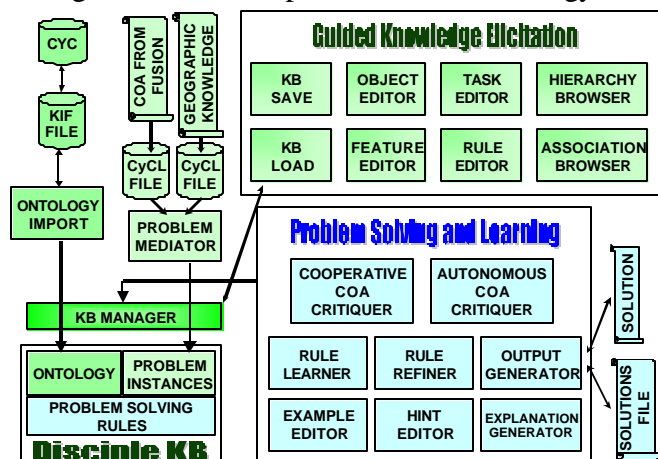 CYC
KIF
FILE
ONTOLOGY
IMPORT
COA FROM
FUSION
GEOGRAPHIC
KNOWLEDGE
CyCL
FILE
CyCL
FILE
PROBLEM
MEDIATOR
KB MANAGER
ONTOLOGY
PROBLEM
INSTANCES
PROBLEM SOLVING
RULES
Disciple KB
Guided Knowledge Elicitation
KB
SAVE
OBJECT
EDITOR
TASK
EDITOR
HIERARCHY
BROWSER
KB
LOAD
FEATURE
EDITOR
RULE
EDITOR
ASSOCIATION
BROWSER
Problem Solving and Learning
COOPERATIVE
COA
CRITIQUER
AUTONOMOUS
COA
CRITIQUER
RULE
LEARNER
RULE
REFINER
OUTPUT
GENERATOR
EXAMPLE
EDITOR
HINT
EDITOR
EXPLANATION
GENERATOR
SOLUTION
SOLUTIONS
FILE